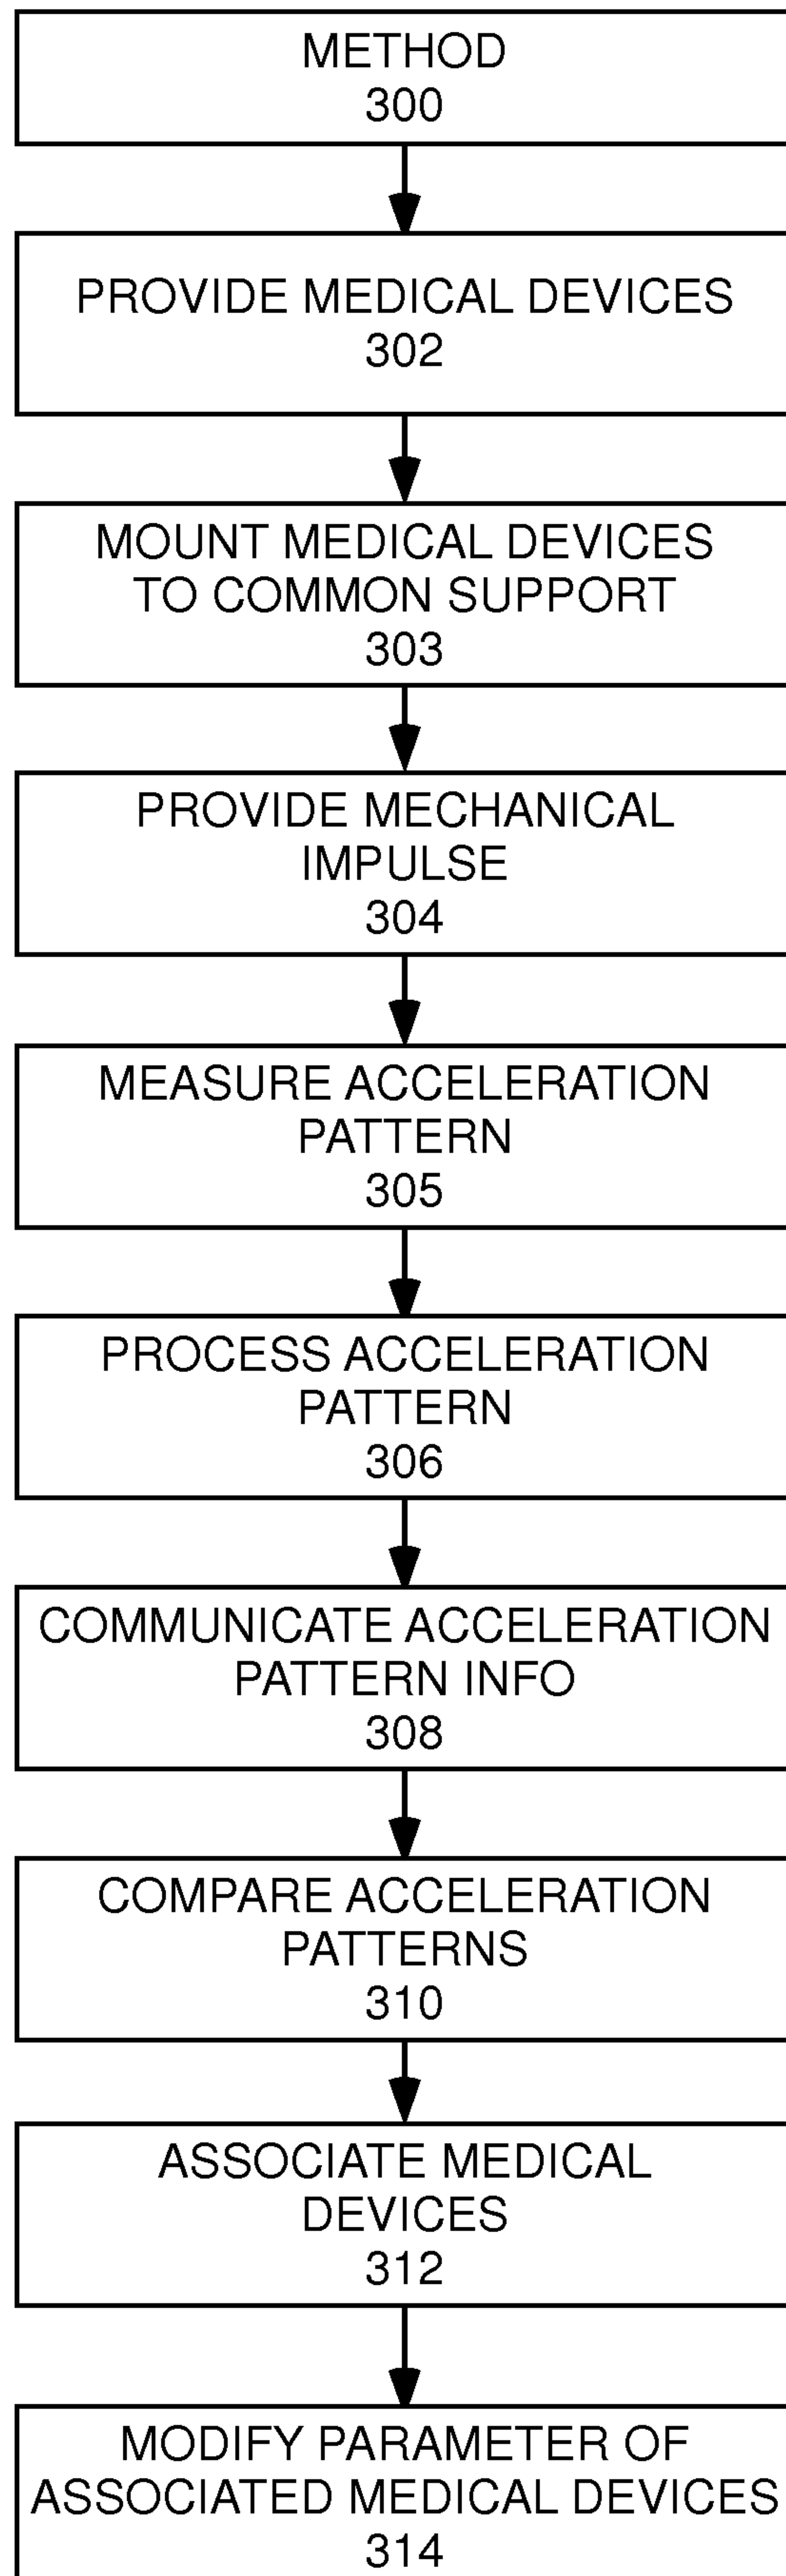 METHOD
300
PROVIDE MEDICAL DEVICES
302
MOUNT MEDICAL DEVICES
TO COMMON SUPPORT
303
PROVIDE MECHANICAL
IMPULSE
304
MEASURE ACCELERATION
PATTERN
305
PROCESS ACCELERATION
PATTERN
306
COMMUNICATE ACCELERATION
PATTERN INFO
308
COMPARE ACCELERATION
PATTERNS
310
ASSOCIATE MEDICAL
DEVICES
312
MODIFY PARAMETER OF
ASSOCIATED MEDICAL DEVICES
314